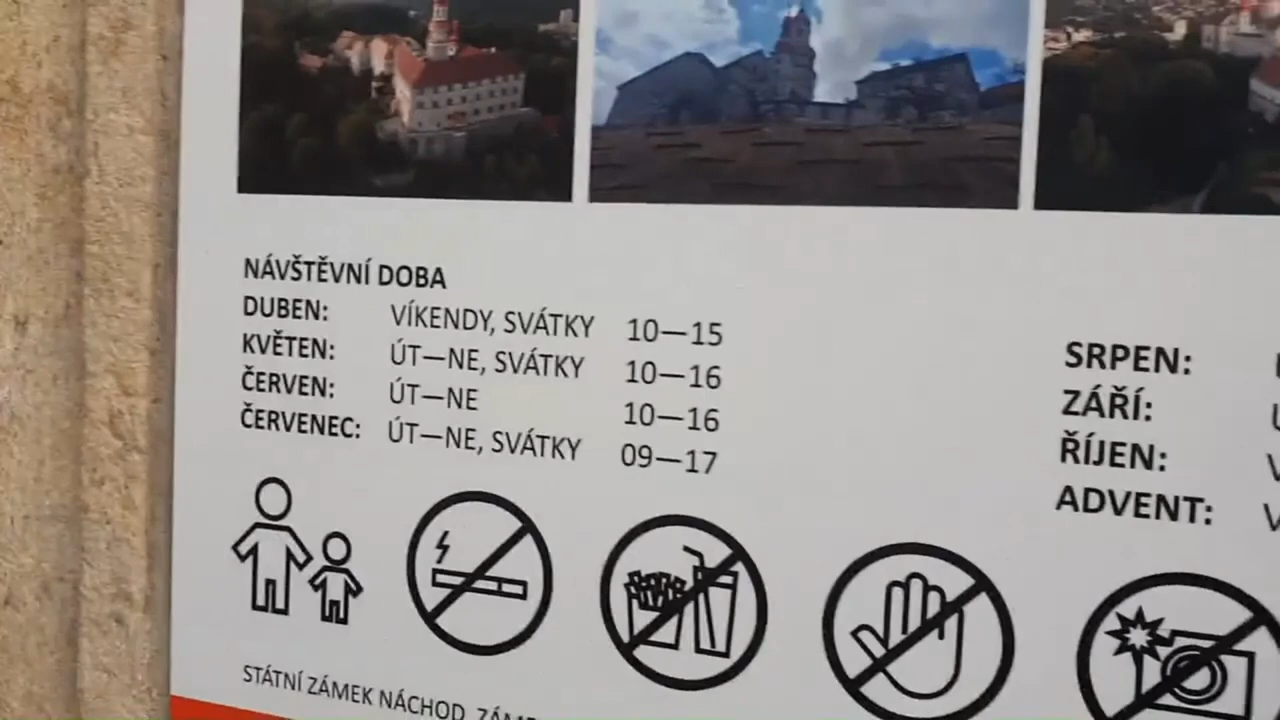 NÁVŠTĚVNÍ DOBA
DUBEN: VÍKENDY, SVÁTKY 10—15
KVĚTEN: ÚT—NE, SVÁTKY 10—16
ČERVEN: ÚT—NE 10—16
ČERVENEC: ÚT—NE, SVÁTKY 09—17
SRPEN:
ZÁŘÍ:
ŘÍJEN:
ADVENT:
STÁTNÍ ZÁMEK NÁCHOD